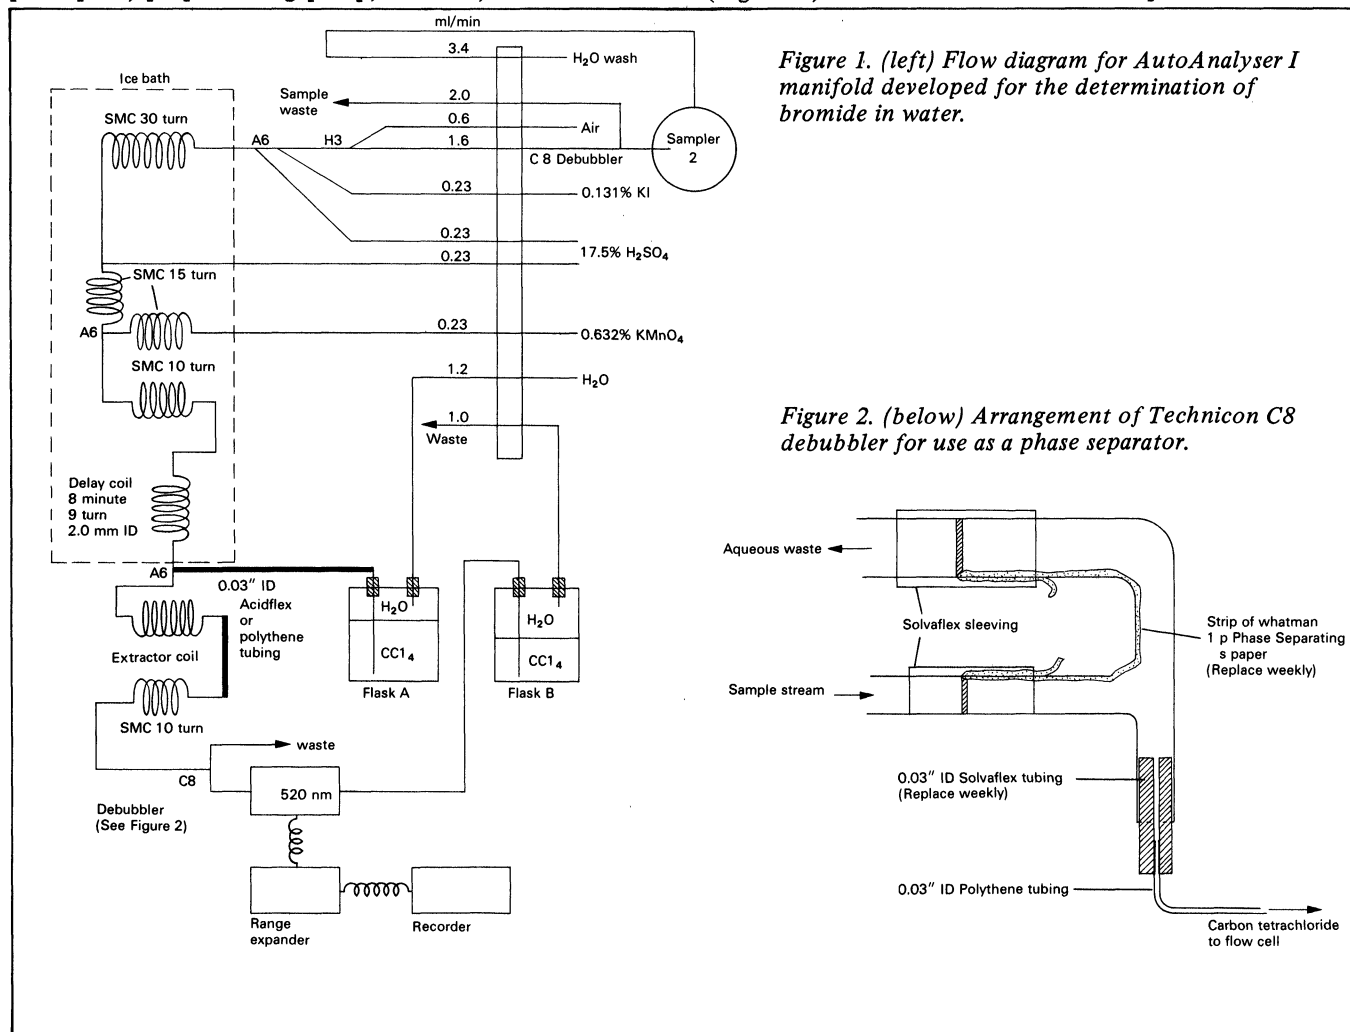 ml/min
3.4
H₂O wash
Ice bath
Sample
waste
2.0
SMC 30 turn
0.6
Air
A6
H3
1.6
C 8 Debubbler
Sampler
2
0.23
0.131% KI
0.23
17.5% H₂SO₄
0.23
SMC 15 turn
A6
0.23
0.632% KMnO₄
SMC 10 turn
1.2
H₂O
1.0
Waste
Delay coil
8 minute
9 turn
2.0 mm ID
A6
0.03" ID
Acidflex
or
polythene
tubing
H₂O
CC1₄
Flask A
H₂O
CC1₄
Flask B
Extractor coil
SMC 10 turn
waste
C8
520 nm
Debubbler
(See Figure 2)
Range
expander
Recorder
Figure 1. (left) Flow diagram for AutoAnalyser I
manifold developed for the determination of
bromide in water.
Figure 2. (below) Arrangement of Technicon C8
debubbler for use as a phase separator.
Aqueous waste
Solvaflex sleeving
Strip of whatman
1 p Phase Separating
s paper
(Replace weekly)
Sample stream
0.03" ID Solvaflex tubing
(Replace weekly)
0.03" ID Polythene tubing
Carbon tetrachloride
to flow cell